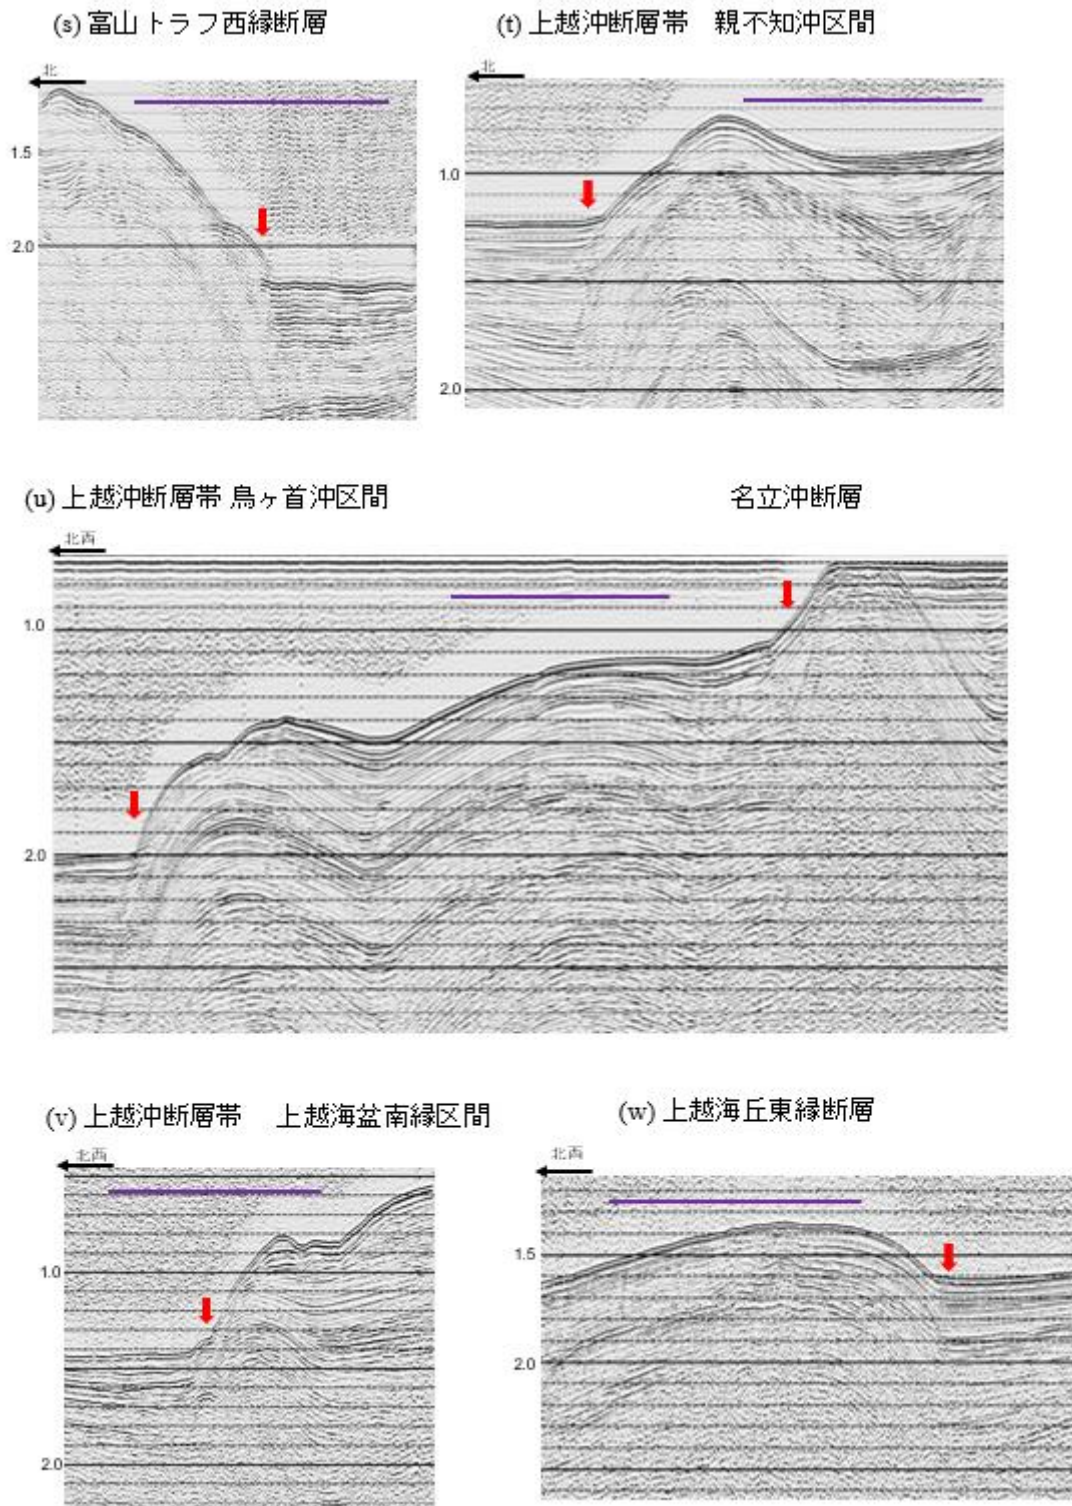 (s) 富山トラフ西縁断層
(t) 上越沖断層帯 親不知沖区間
北
北
1.5
2.0
1.0
2.0
(u) 上越沖断層帯 鳥ヶ首沖区間
名立沖断層
北西
1.0
2.0
(v) 上越沖断層帯 上越海盆南縁区間
(w) 上越海丘東縁断層
北西
北西
1.0
2.0
1.5
2.0